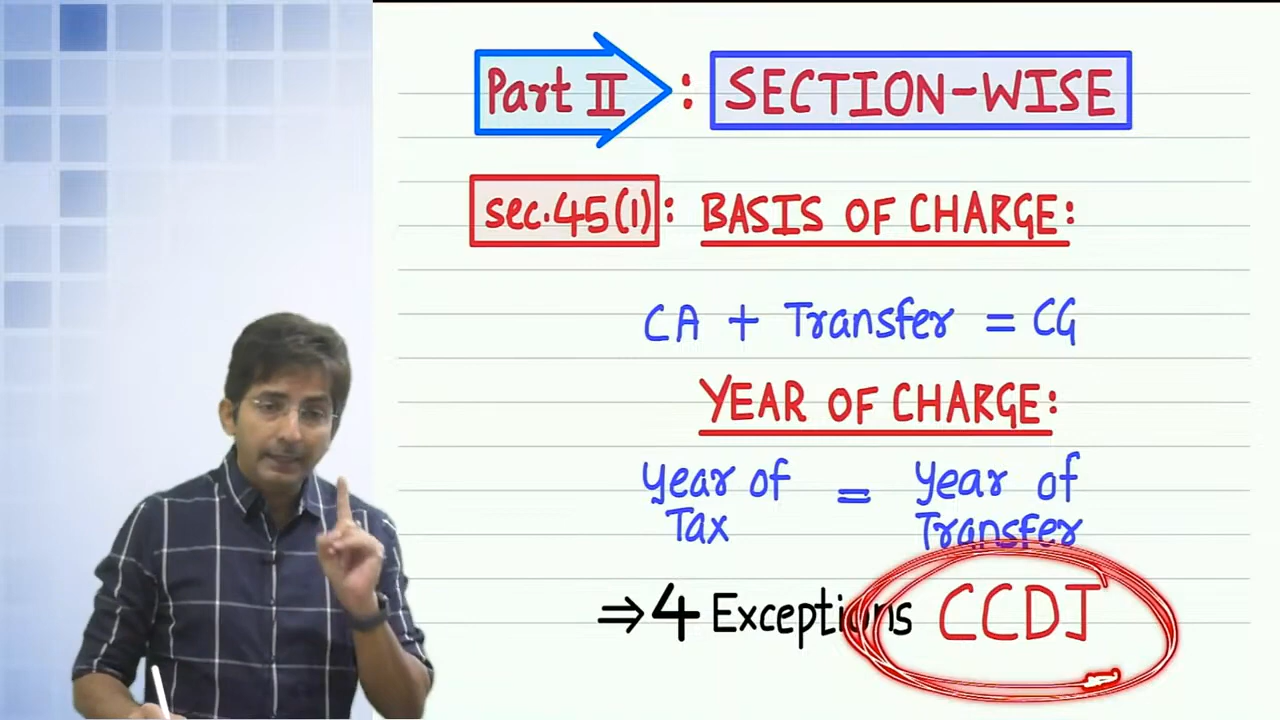 Part II : SECTION-WISE
sec.45(1): BASIS OF CHARGE:
CA + Transfer = CG
YEAR OF CHARGE:
Year of Tax = Year of Transfer
⇒ 4 Exceptions CCDJ